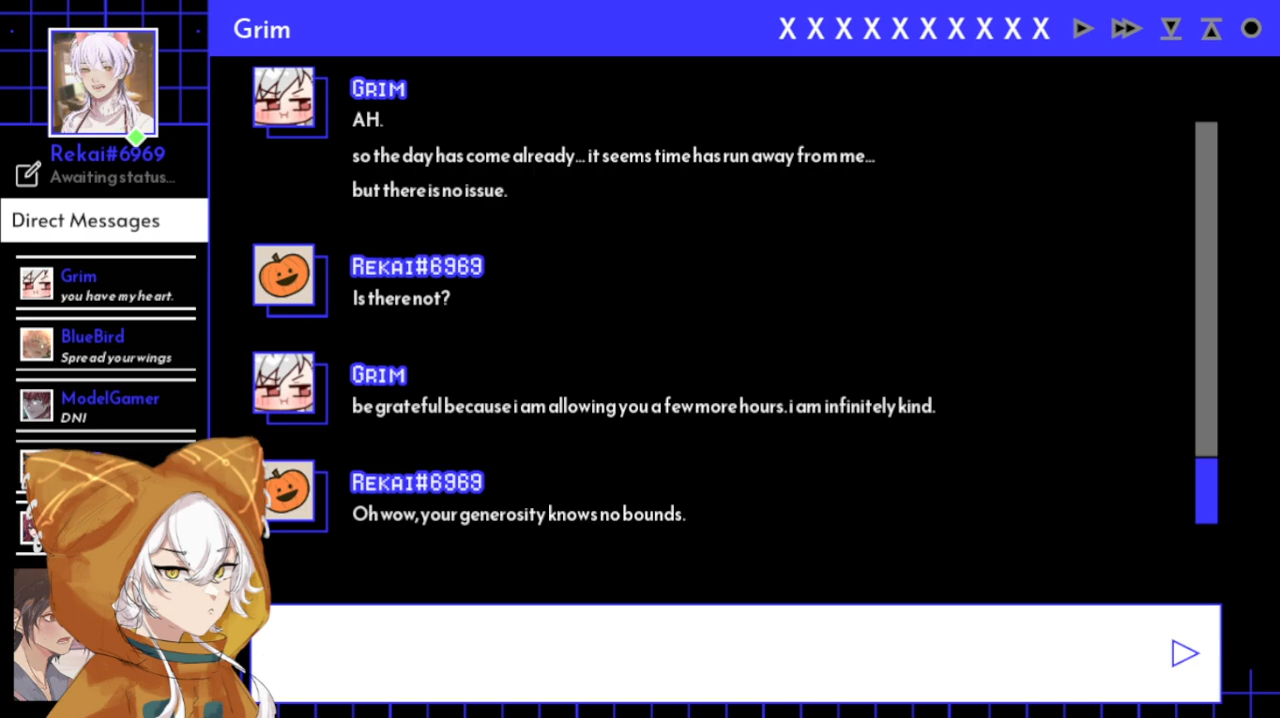 Grim
X X X X X X X X X X
Rekai#6969
Awaiting status...
Direct Messages
Grim
you have my heart.
BlueBird
Spread your wings
ModelGamer
DNI
GRIM
AH.
so the day has come already... it seems time has run away from me...
but there is no issue.
REKAI#6969
Is there not?
GRIM
be grateful because i am allowing you a few more hours. i am infinitely kind.
REKAI#6969
Oh wow, your generosity knows no bounds.